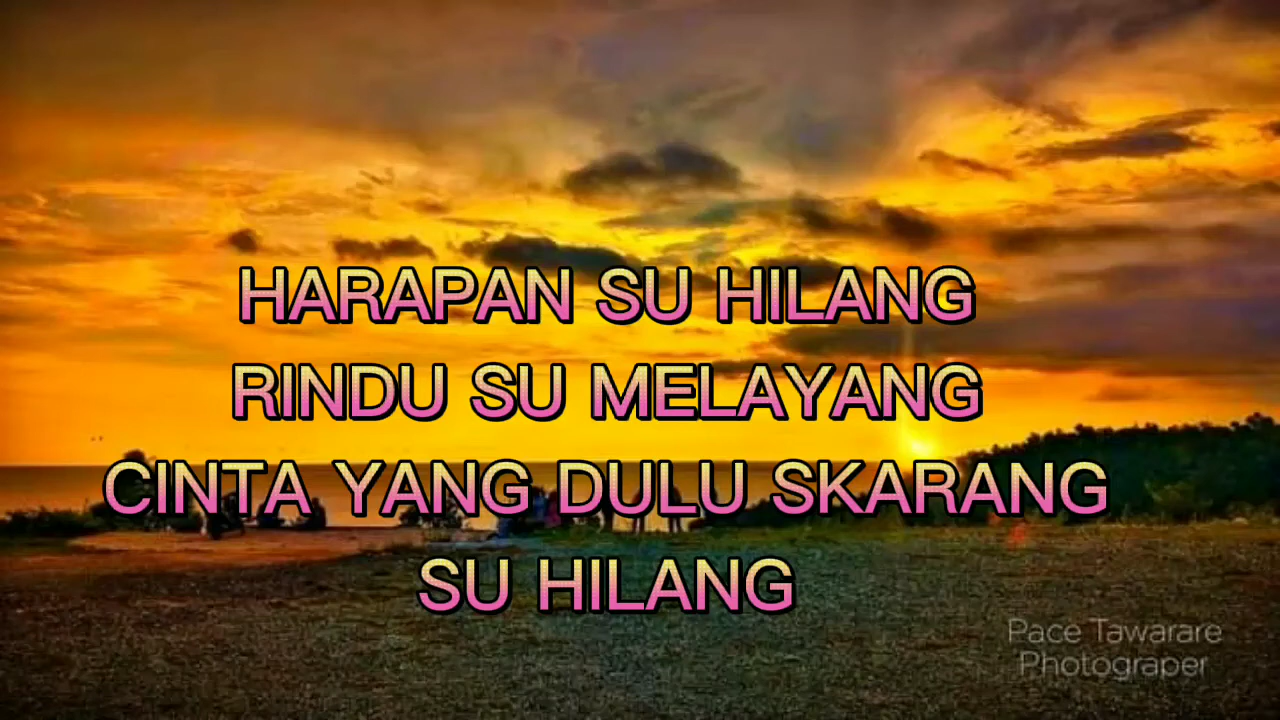 HARAPAN SU HILANG
RINDU SU MELAYANG
CINTA YANG DULU SKARANG
SU HILANG
Pace Tawarare
Photograper